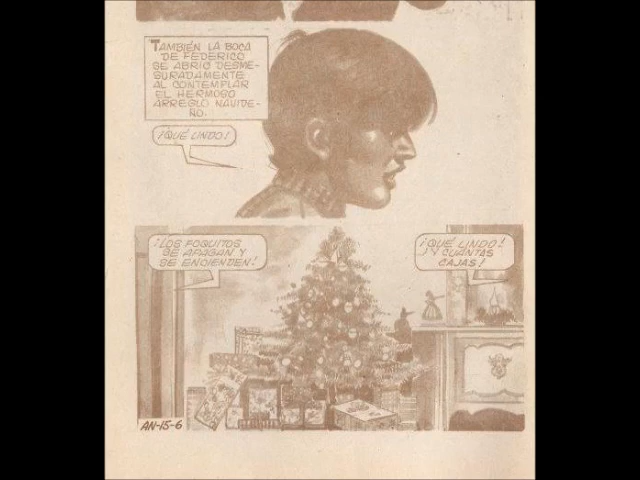 TAMBIÉN LA BOCA
DE FEDERICO
SE ABRIÓ DESME-
SURADAMENTE
AL CONTEMPLAR
EL HERMOSO
ARREGLO NAVIDE-
ÑO.
¡QUÉ LINDO!
¡LOS FOQUITOS
SE APAGAN Y
SE ENCIENDEN!
¡QUÉ LINDO!
Y CUÁNTAS
CAJAS!
AN-15-6